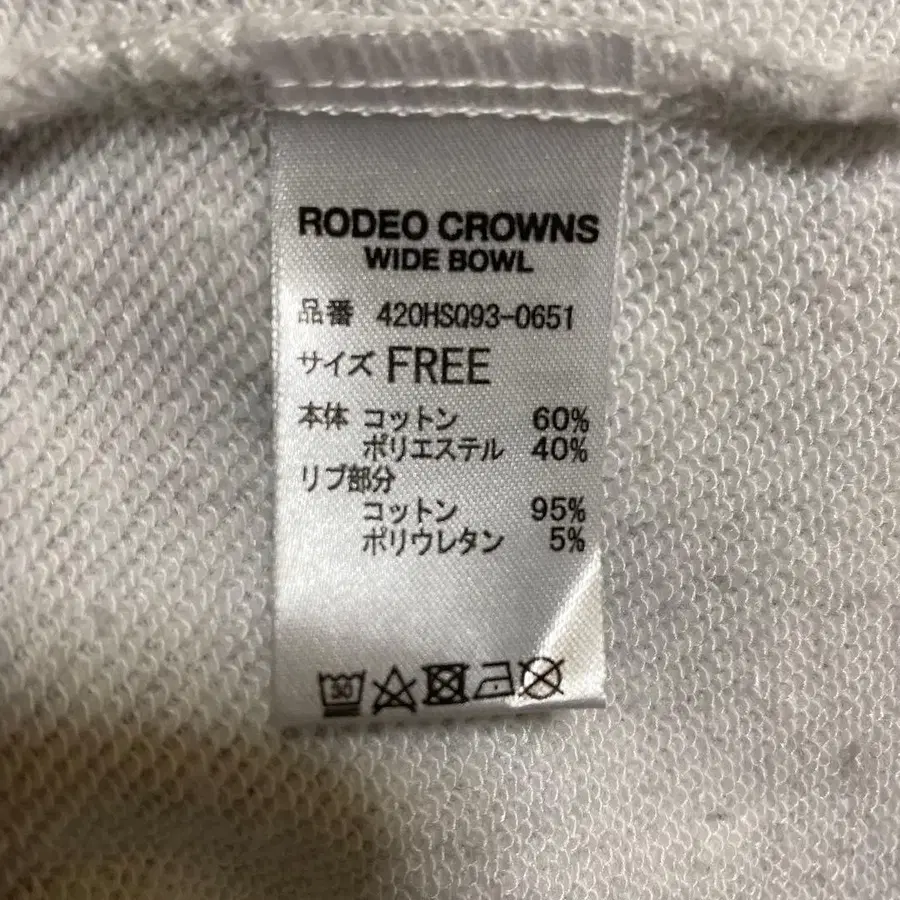 RODEO CROWNS
WIDE BOWL
品番 420HSQ93-0651
サイズ FREE
本体 コットン 60%
ポリエステル 40%
リブ部分
コットン 95%
ポリウレタン 5%
30